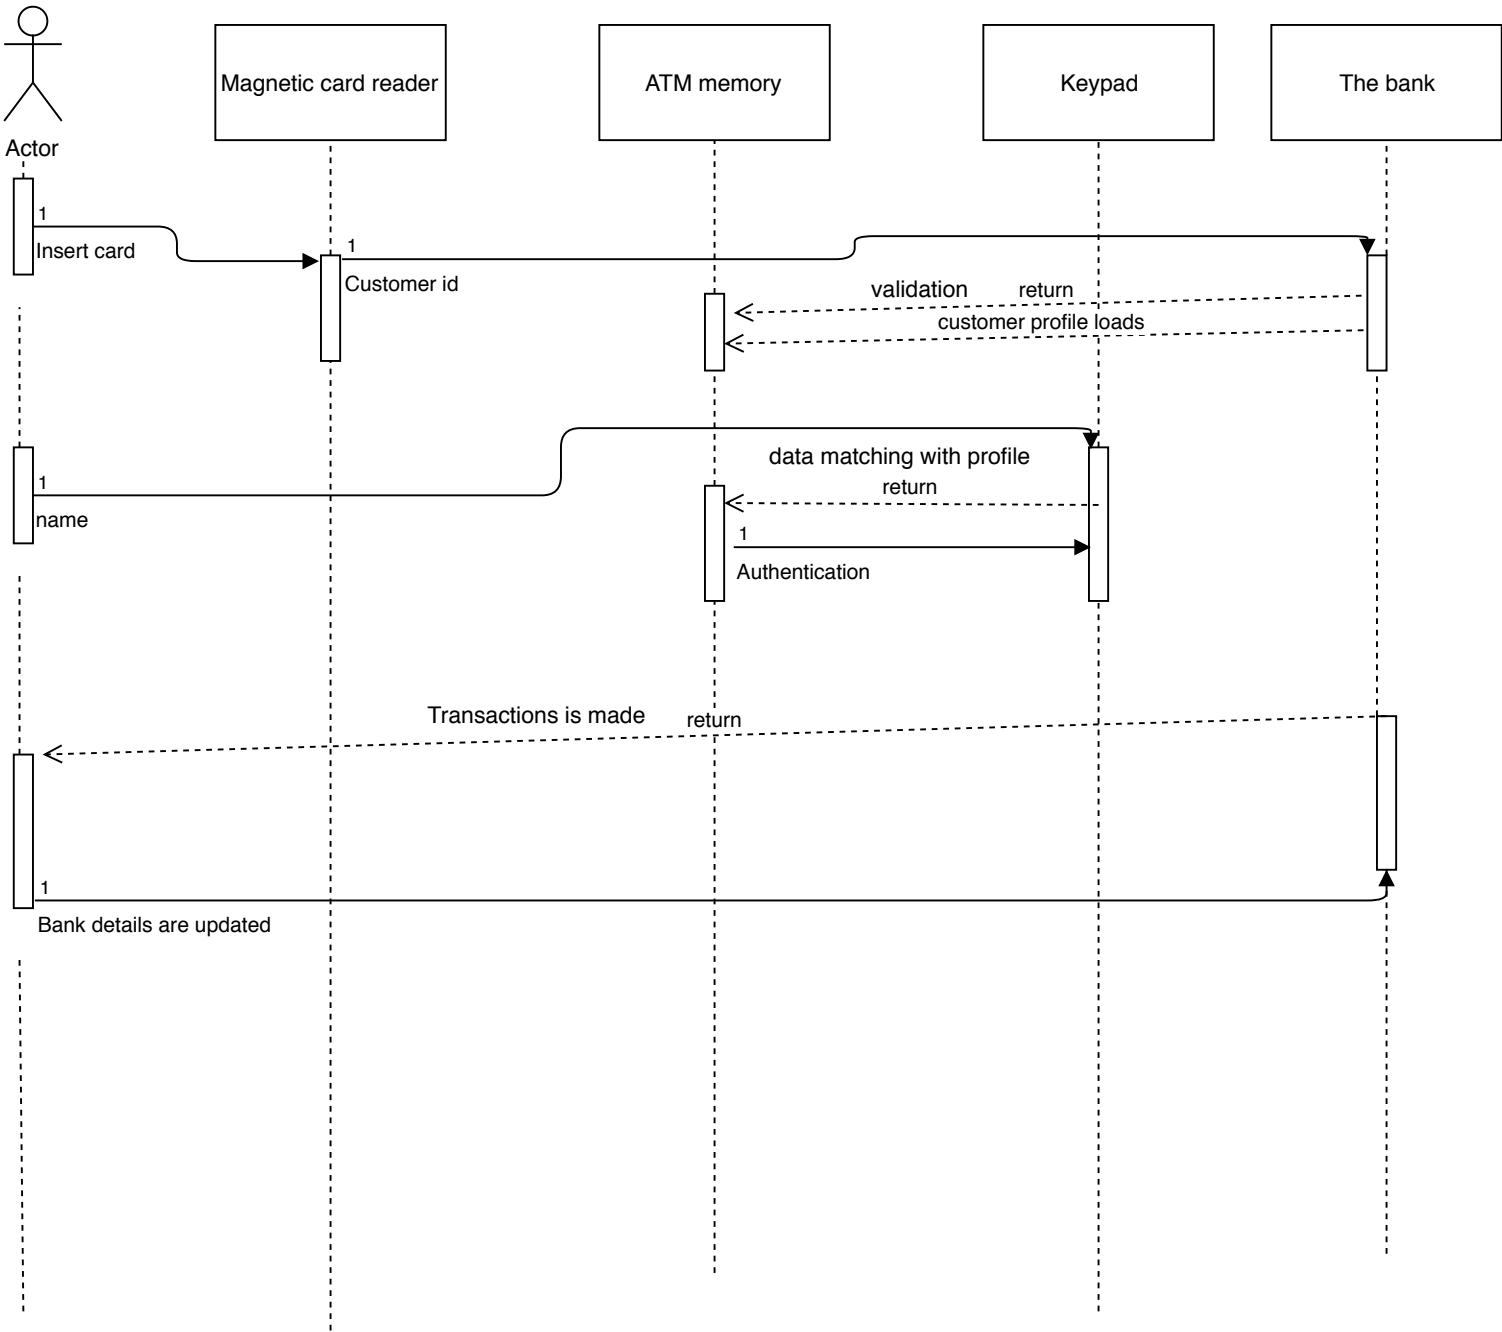 Actor
Magnetic card reader
ATM memory
Keypad
The bank
1
Insert card
1
Customer id
validation
return
customer profile loads
1
name
data matching with profile
return
1
Authentication
Transactions is made
return
1
Bank details are updated